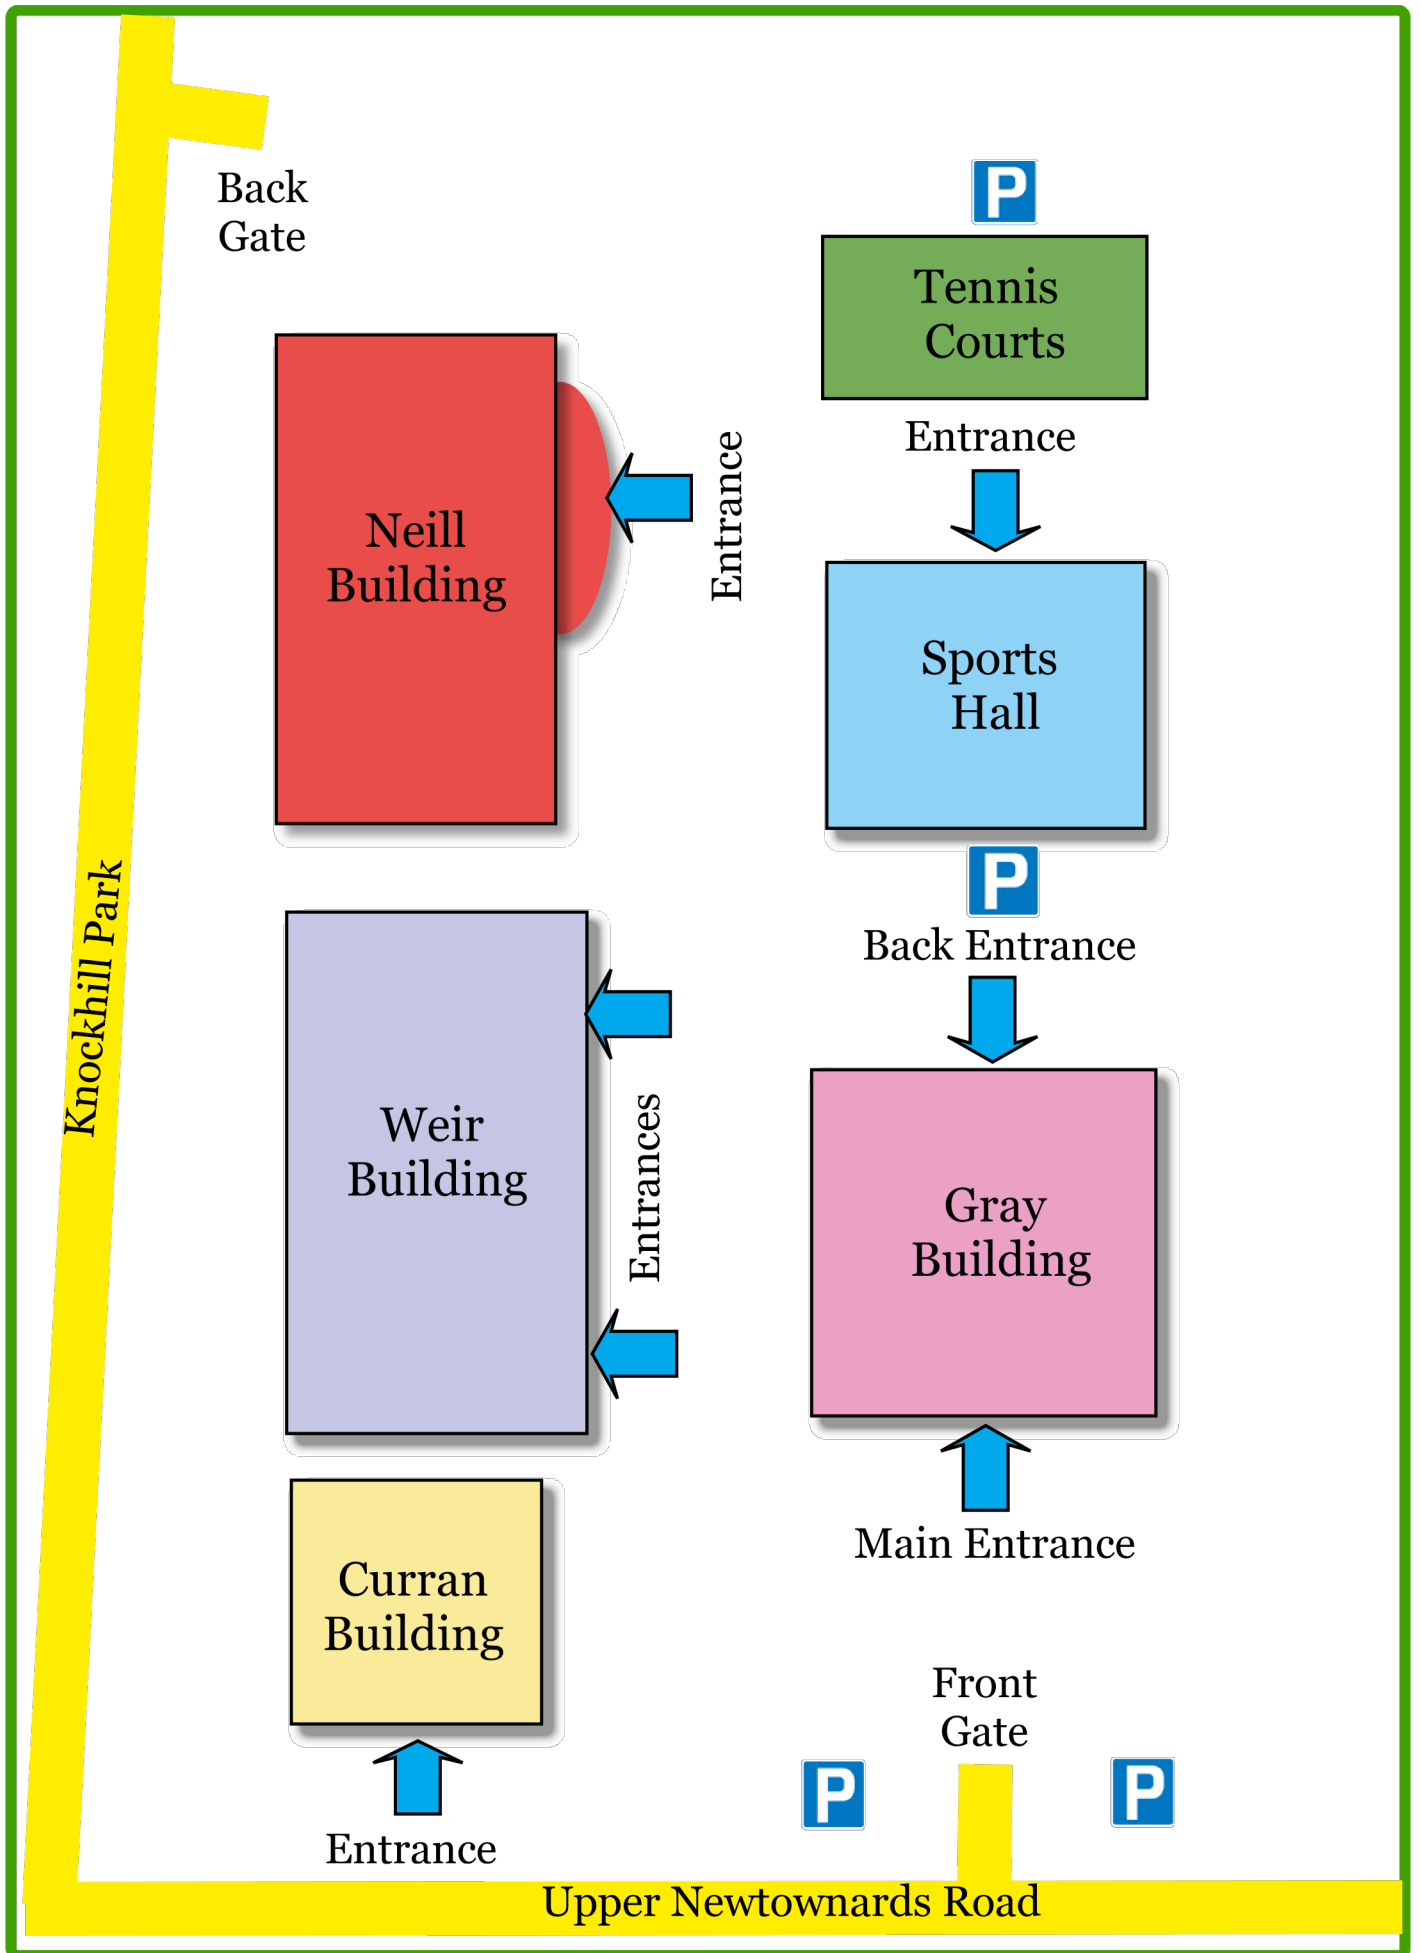 Back
Gate
P
Tennis
Courts
Entrance
Neill
Building
Entrance
Sports
Hall
P
Back Entrance
Knockhill Park
Weir
Building
Entrances
Gray
Building
Main Entrance
Curran
Building
Entrance
Front
Gate
P
P
Upper Newtownards Road